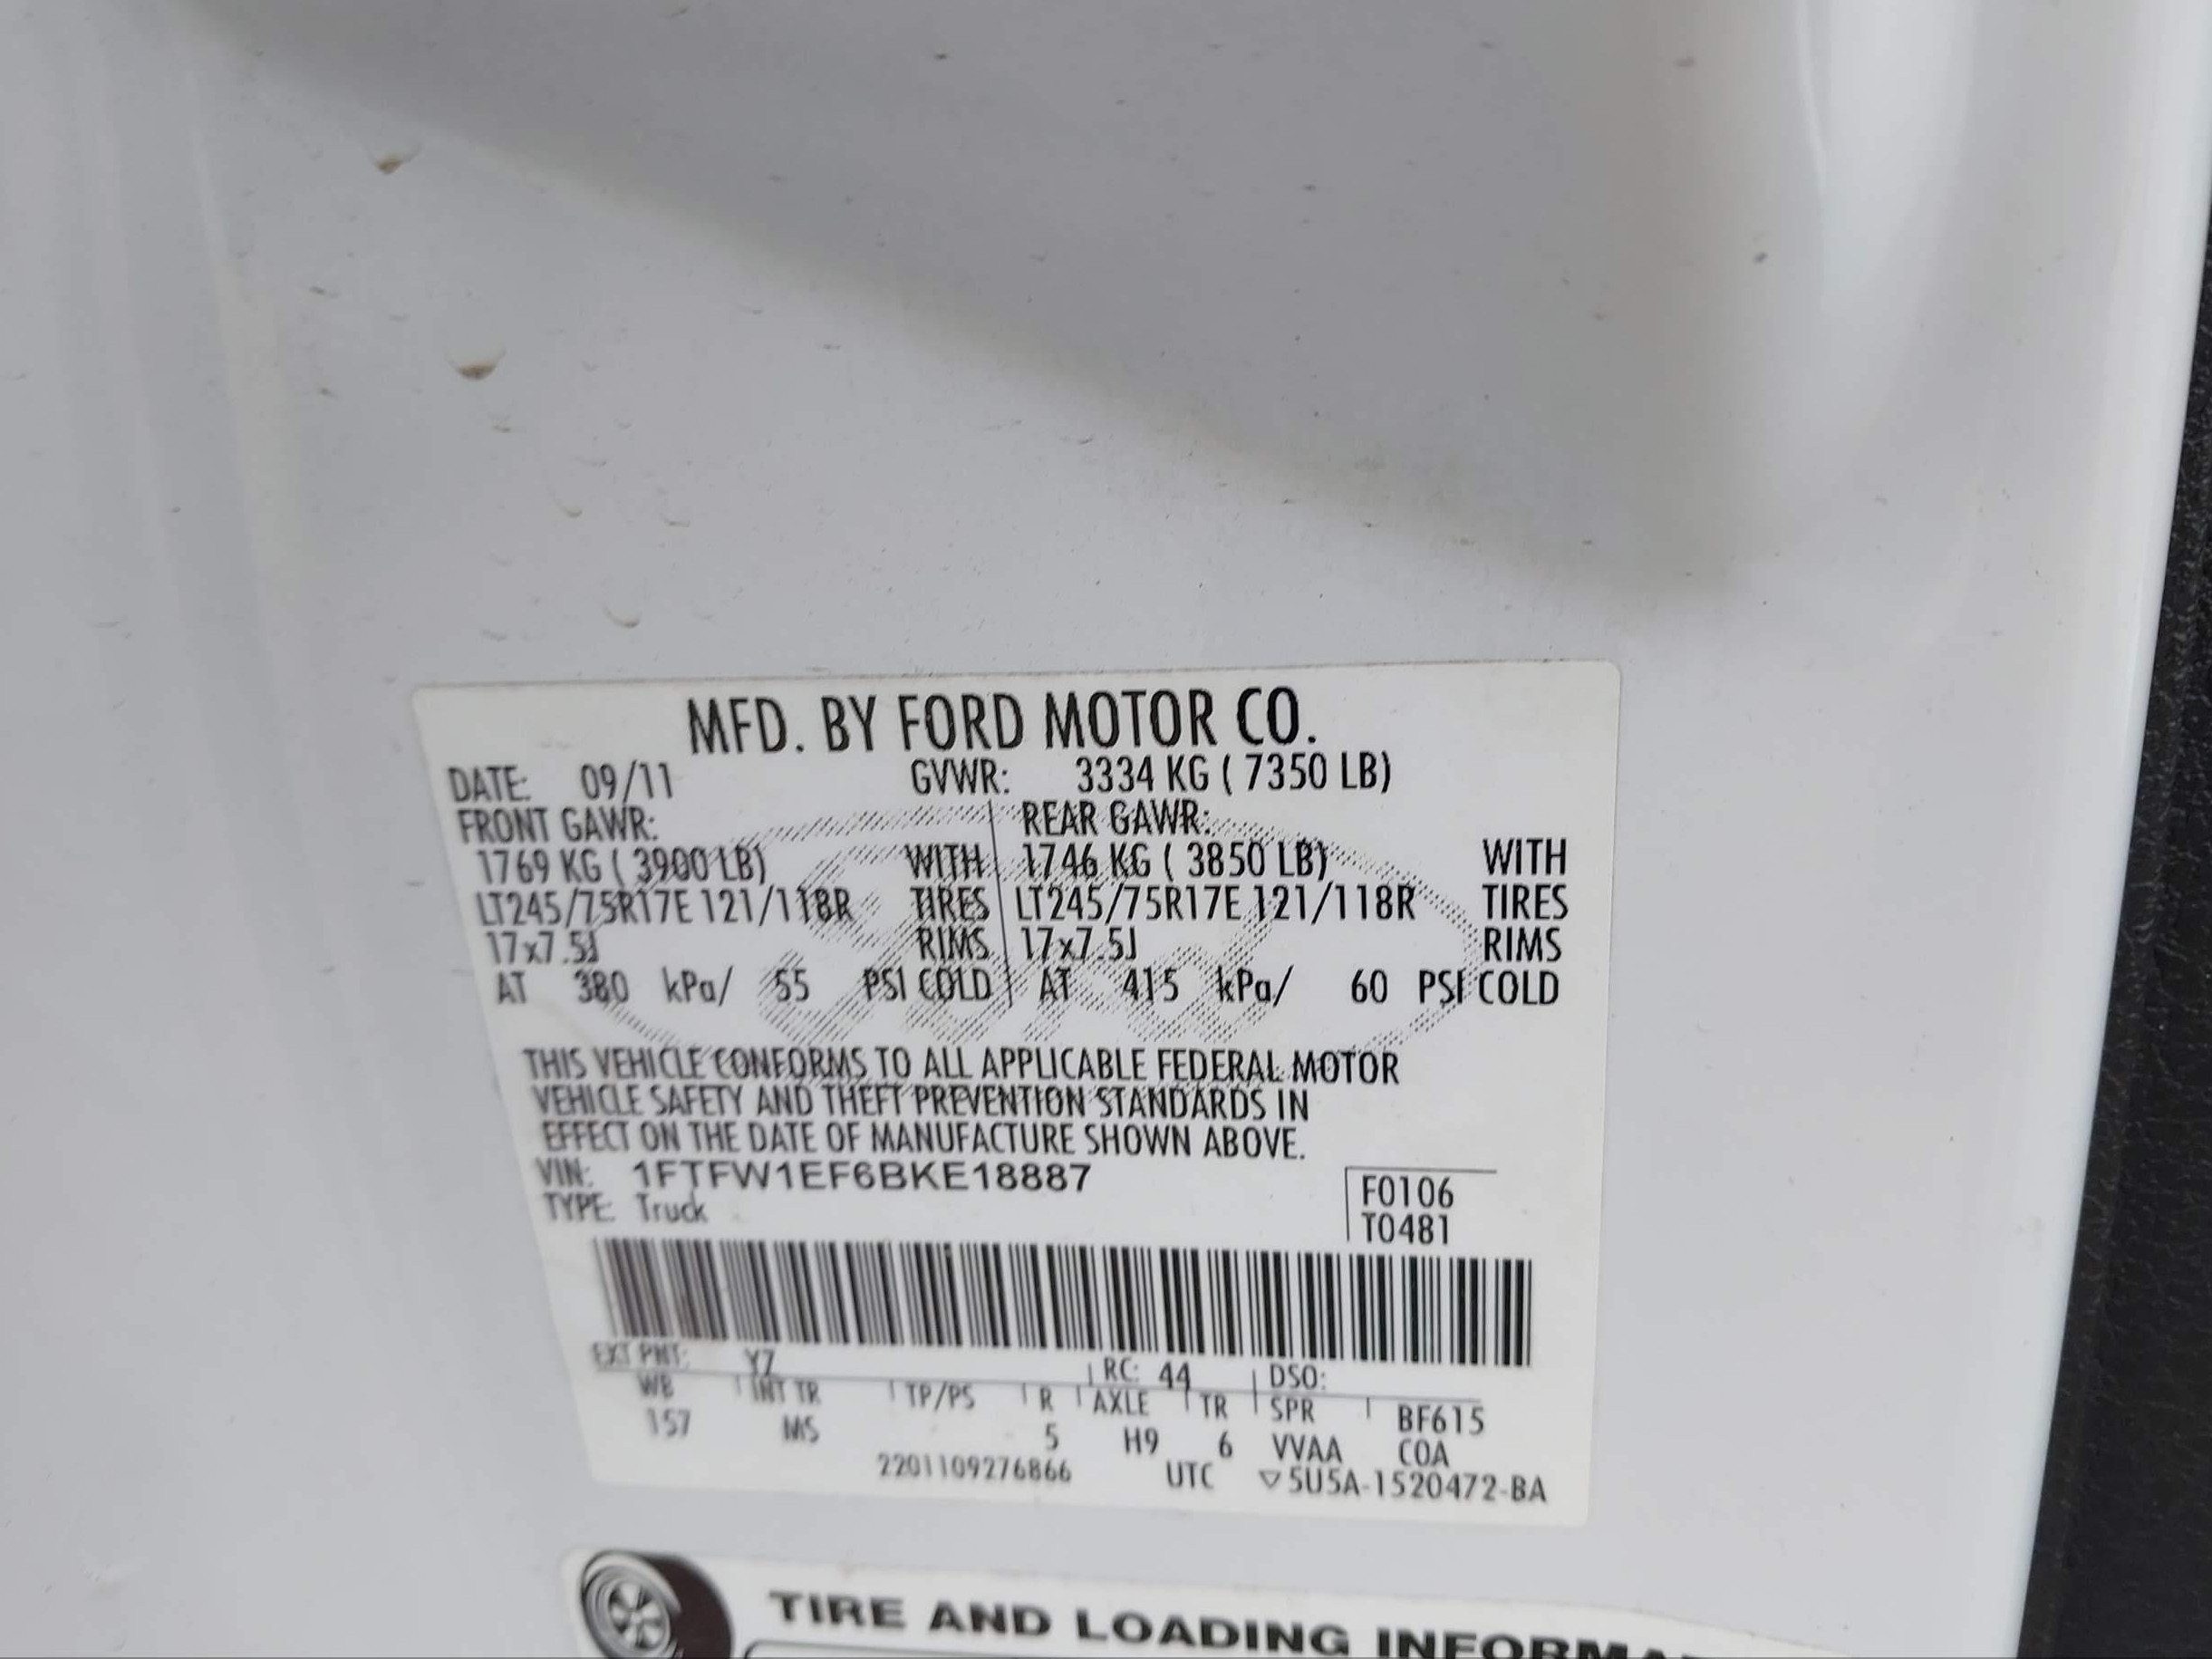 MFD. BY FORD MOTOR CO.
DATE: 09/11 GVWR: 3334 KG ( 7350 LB)
FRONT GAWR: REAR GAWR:
1769 KG ( 3900 LB) WITH 1746 KG ( 3850 LB) WITH
LT245/75R17E 121/118R TIRES LT245/75R17E 121/118R TIRES
17x7.5J RIMS 17x7.5J RIMS
AT 380 kPa/ 55 PSI COLD AT 415 kPa/ 60 PSI COLD
THIS VEHICLE CONFORMS TO ALL APPLICABLE FEDERAL MOTOR
VEHICLE SAFETY AND THEFT PREVENTION STANDARDS IN
EFFECT ON THE DATE OF MANUFACTURE SHOWN ABOVE.
VIN: 1FTFW1EF6BKE18887
TYPE: Truck
F0106
T0481
EXT PNT: YZ RC: 44 DSO:
WB INT TR TP/PS R AXLE TR SPR BF615
157 MS 5 H9 6 VVAA COA
2201109276866 UTC ▽5U5A-1520472-BA
Ford
TIRE AND LOADING